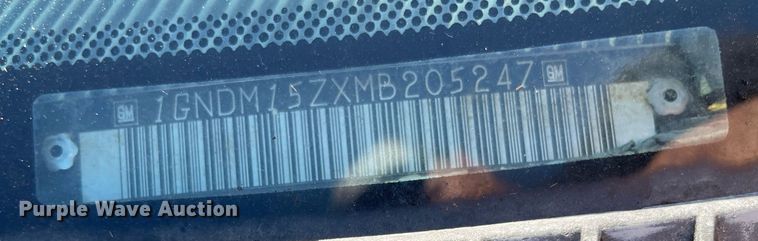 GM 1GNDM15ZXMB205247 GM
Purple Wave Auction